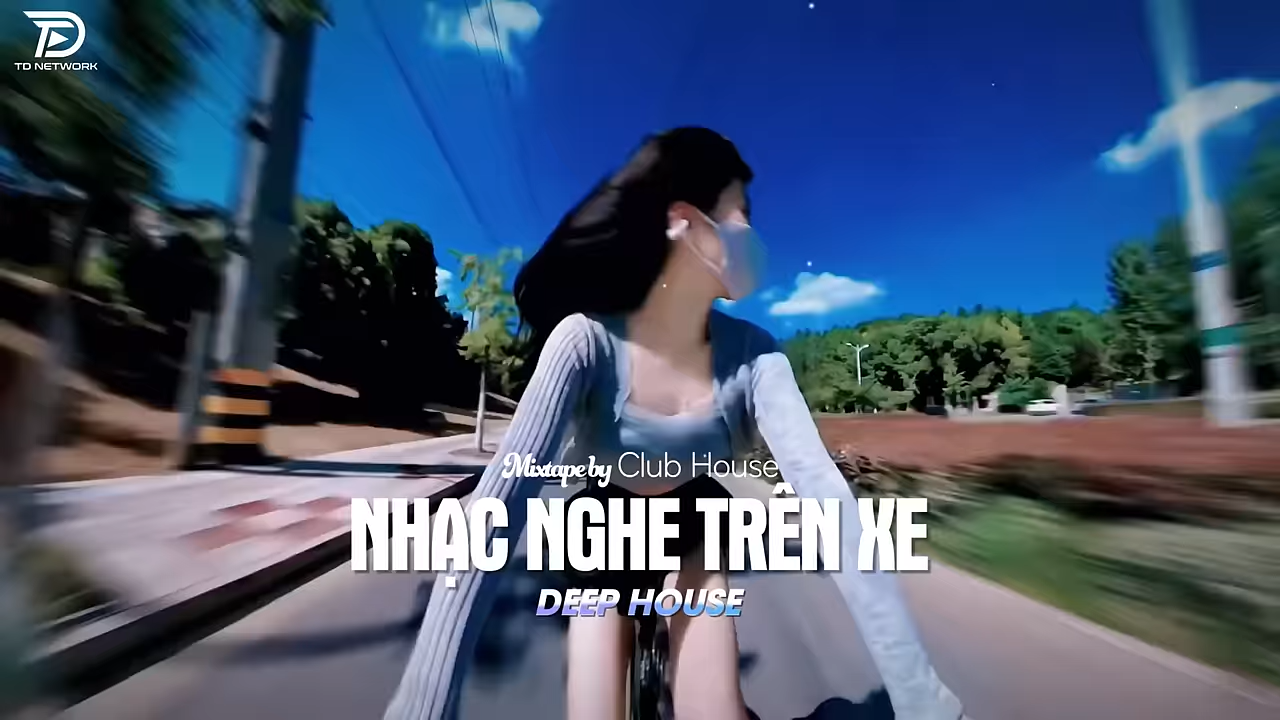 TD NETWORK
Mixtape by Club House
NHẠC NGHE TRÊN XE
DEEP HOUSE